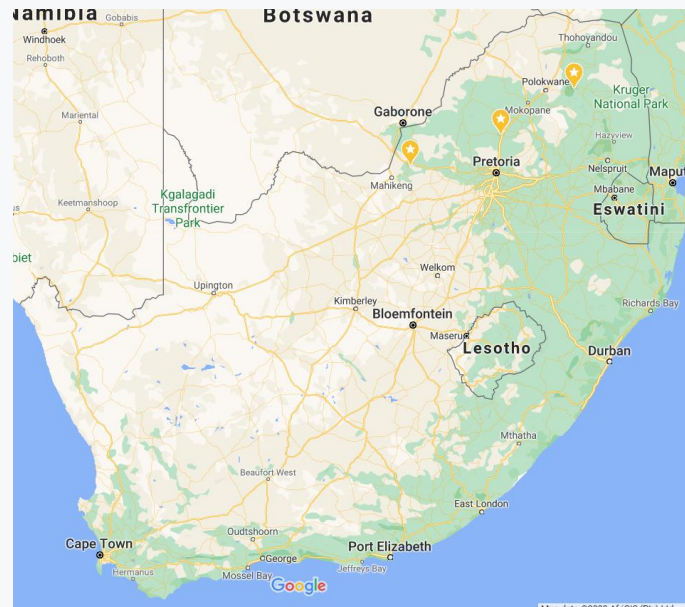 Namibia
Botswana
Gobabis
Windhoek
Rehoboth
Thohoyandou
Polokwane
Kruger
National Park
Mariental
Gaborone
Mokopane
Hazyview
Pretoria
Nelspruit
Mahikeng
Maput
Mbabane
Keetmanshoop
Kgalagadi
Transfrontier
Park
Eswatini
biet
Welkom
Upington
Kimberley
Richards Bay
Bloemfontein
Maseru
Lesotho
Durban
Mthatha
Beaufort West
East London
Oudtshoorn
Cape Town
George
Port Elizabeth
Hermanus
Mossel Bay
Jeffreys Bay
Google